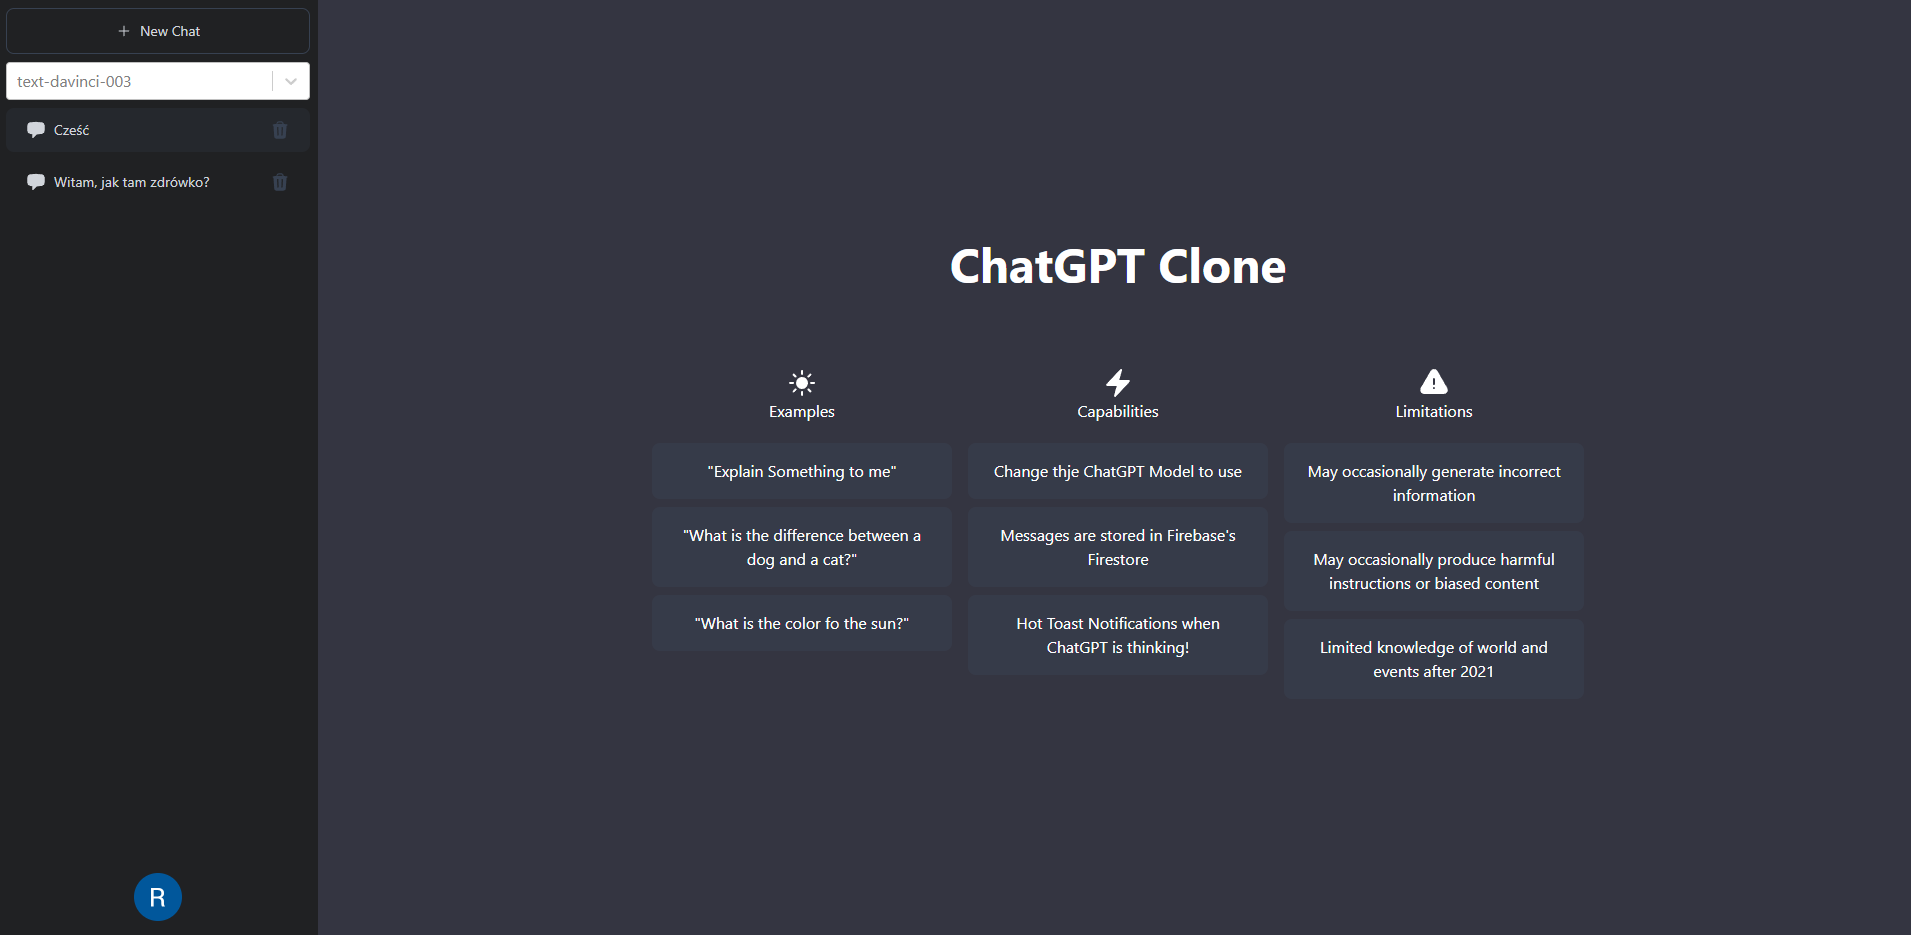 New Chat
text-davinci-003
Cześć
Witam, jak tam zdrówko?
R
ChatGPT Clone
Examples
"Explain Something to me"
"What is the difference between a
dog and a cat?"
"What is the color fo the sun?"
Capabilities
Change thje ChatGPT Model to use
Messages are stored in Firebase's
Firestore
Hot Toast Notifications when
ChatGPT is thinking!
Limitations
May occasionally generate incorrect
information
May occasionally produce harmful
instructions or biased content
Limited knowledge of world and
events after 2021